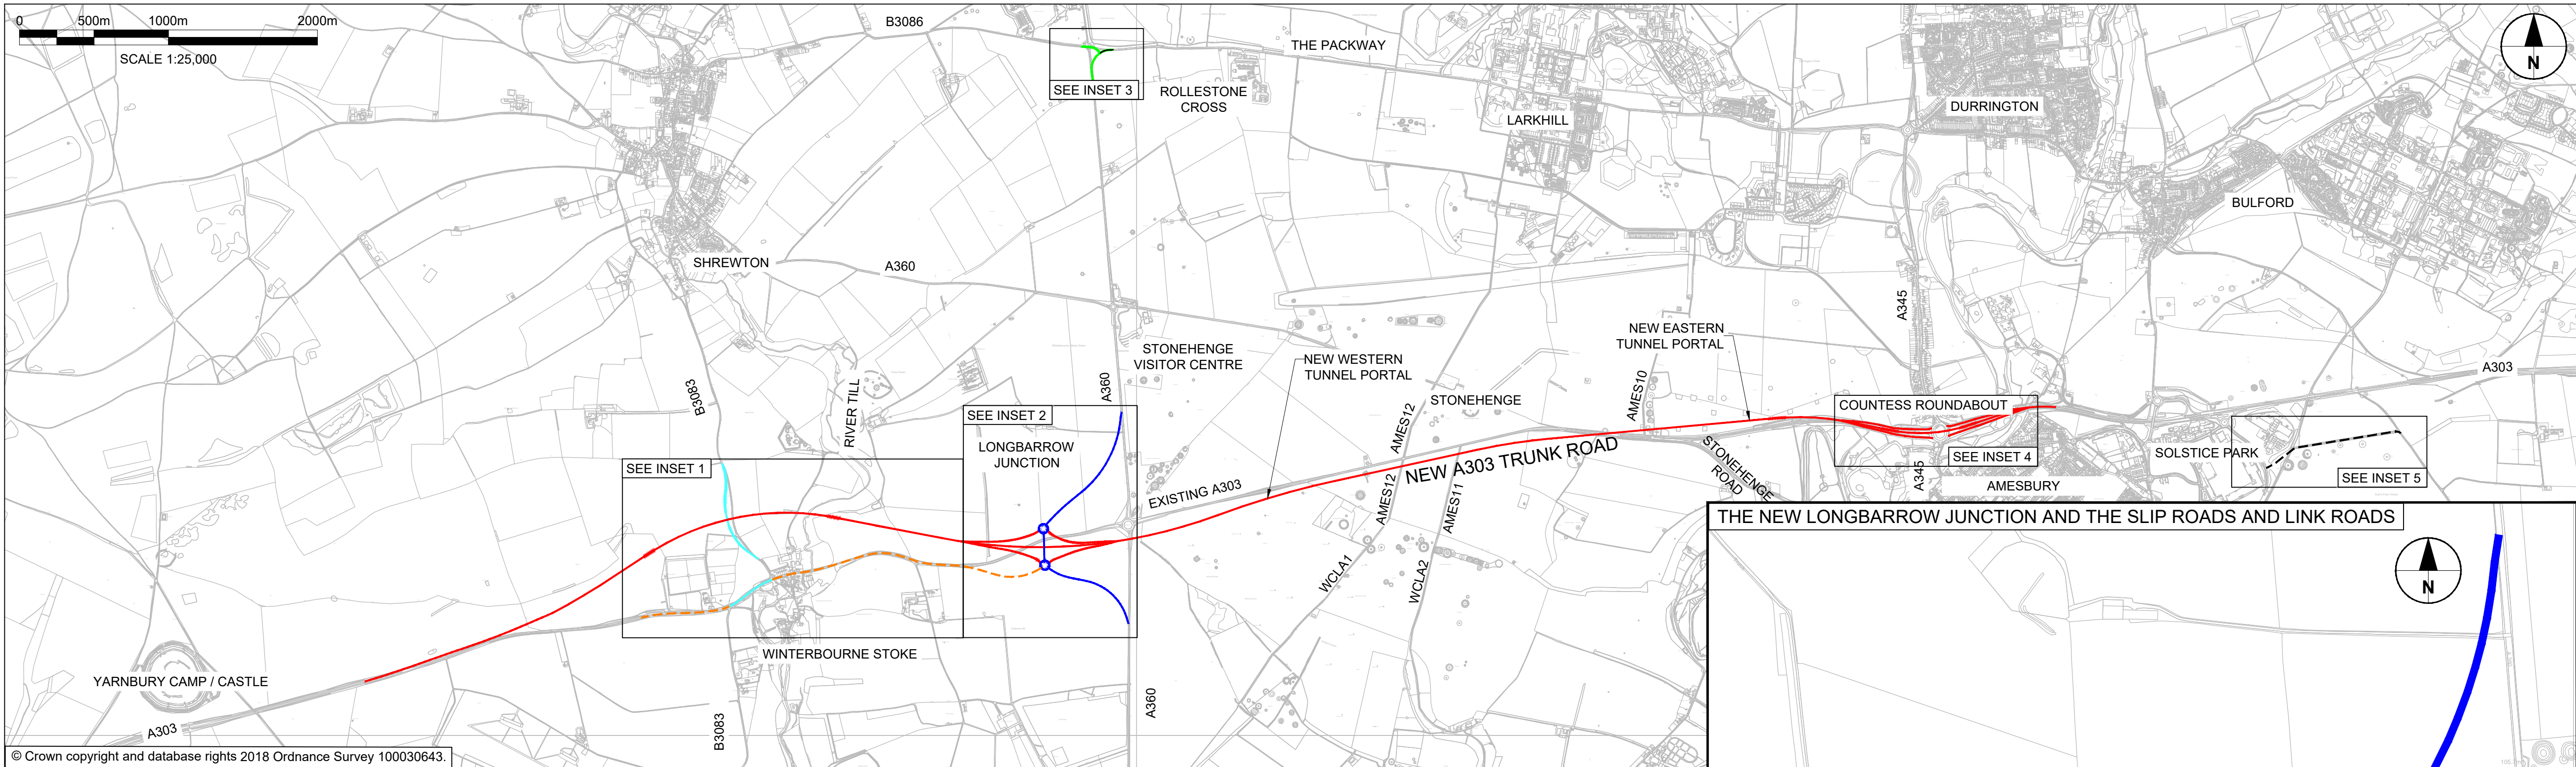 0 500m 1000m 2000m
SCALE 1:25,000
B3086
THE PACKWAY
N
SEE INSET 3
ROLLESTONE
CROSS
LARKHILL
DURRINGTON
BULFORD
SHREWTON
A360
A345
NEW EASTERN
TUNNEL PORTAL
STONEHENGE
VISITOR CENTRE
NEW WESTERN
TUNNEL PORTAL
A303
B3083
RIVER TILL
A360
AMES10
STONEHENGE
AMES12
COUNTESS ROUNDABOUT
SEE INSET 2
LONGBARROW
JUNCTION
SEE INSET 1
NEW A303 TRUNK ROAD
STONEHENGE
ROAD
SEE INSET 4
SOLSTICE PARK
A345
SEE INSET 5
AMESBURY
EXISTING A303
AMES12
AMES11
THE NEW LONGBARROW JUNCTION AND THE SLIP ROADS AND LINK ROADS
N
WCLA1
WCLA2
WINTERBOURNE STOKE
YARNBURY CAMP / CASTLE
A303
B3083
A360
© Crown copyright and database rights 2018 Ordnance Survey 100030643.